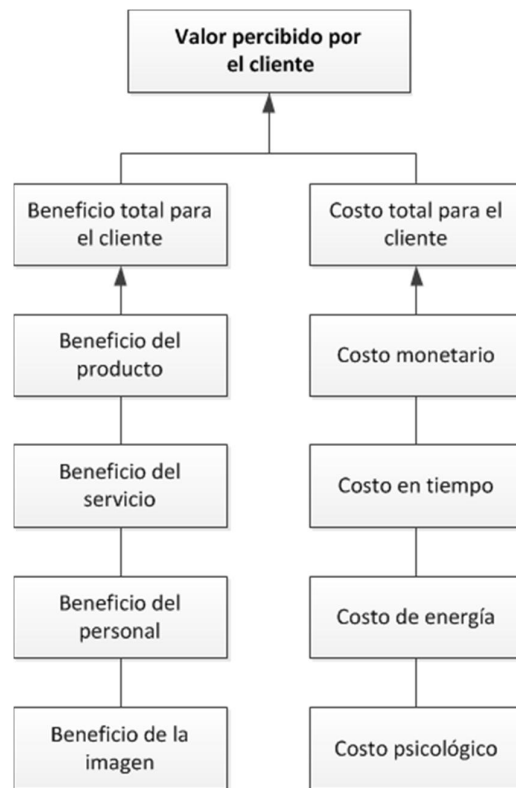 Valor percibido por
el cliente
Beneficio total para
el cliente
Costo total para el
cliente
Beneficio del
producto
Costo monetario
Beneficio del
servicio
Costo en tiempo
Beneficio del
personal
Costo de energía
Beneficio de la
imagen
Costo psicológico